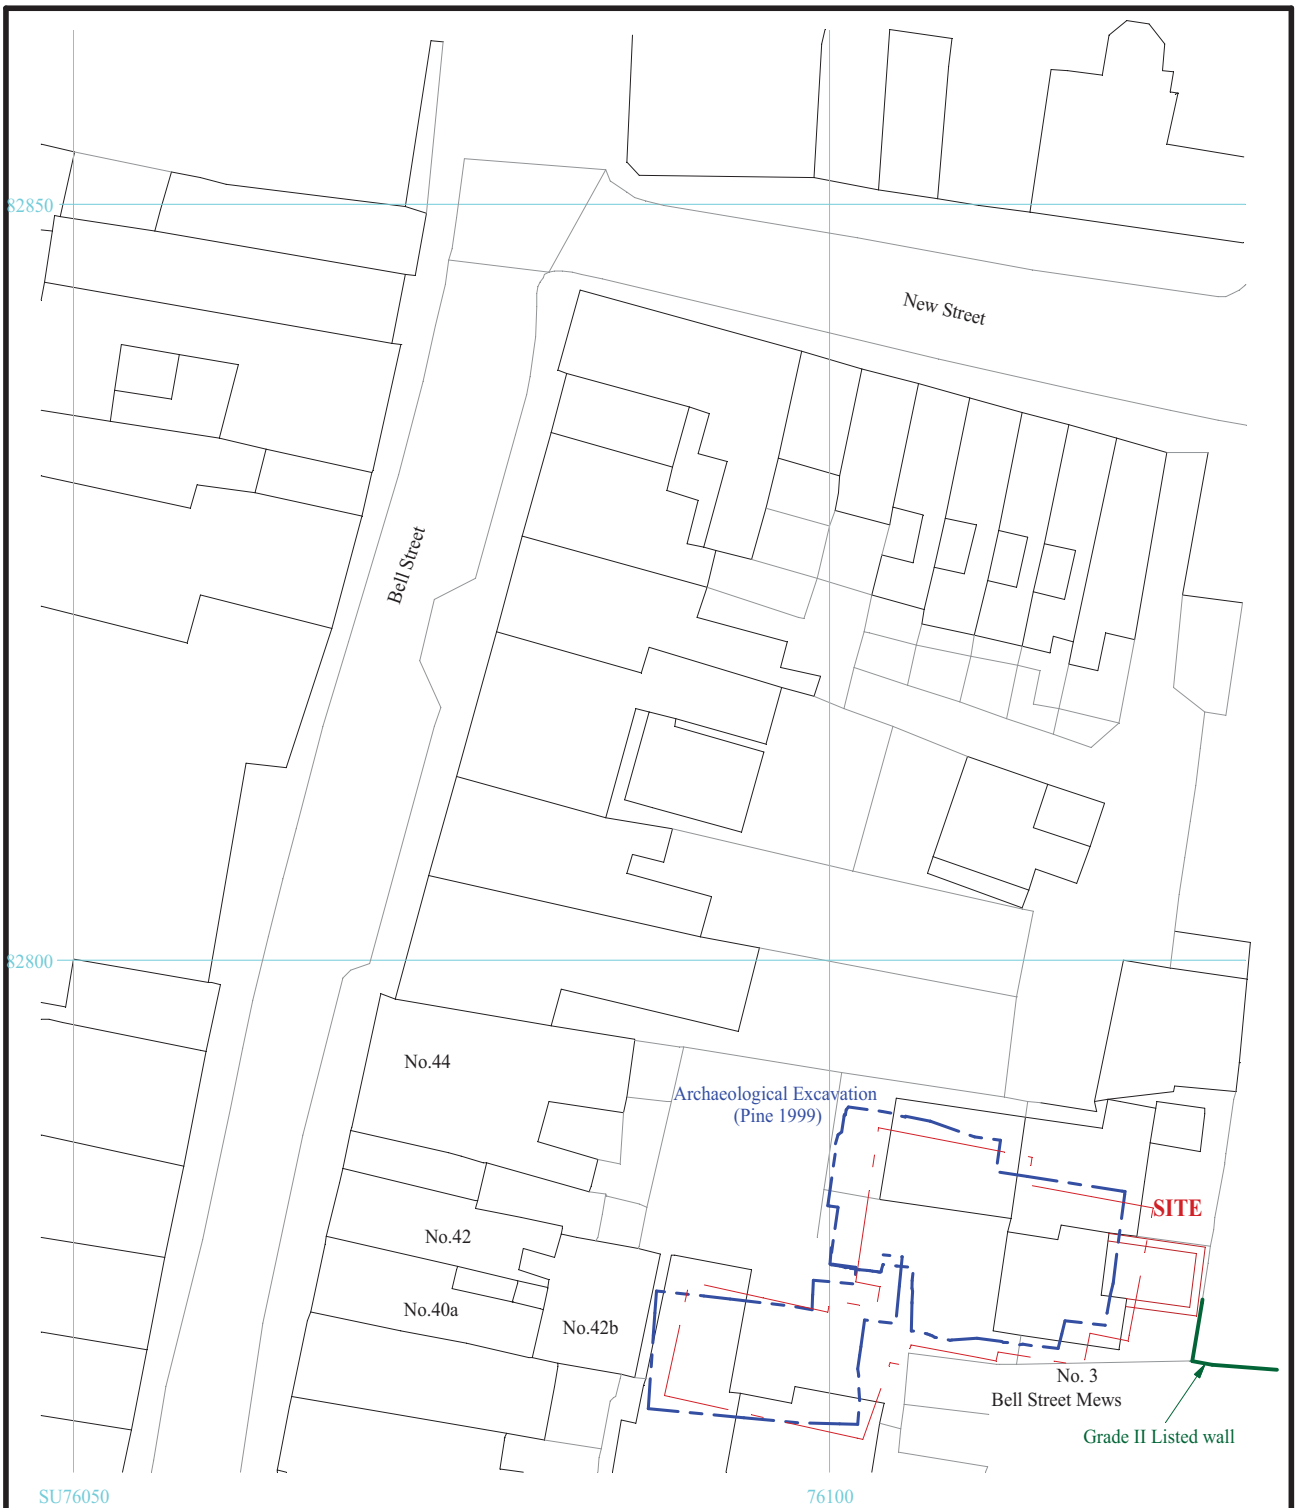 82850
New Street
Bell Street
82800
No.44
Archaeological Excavation
(Pine 1999)
SITE
No.42
No.40a
No.42b
No. 3
Bell Street Mews
Grade II Listed wall
SU76050
76100